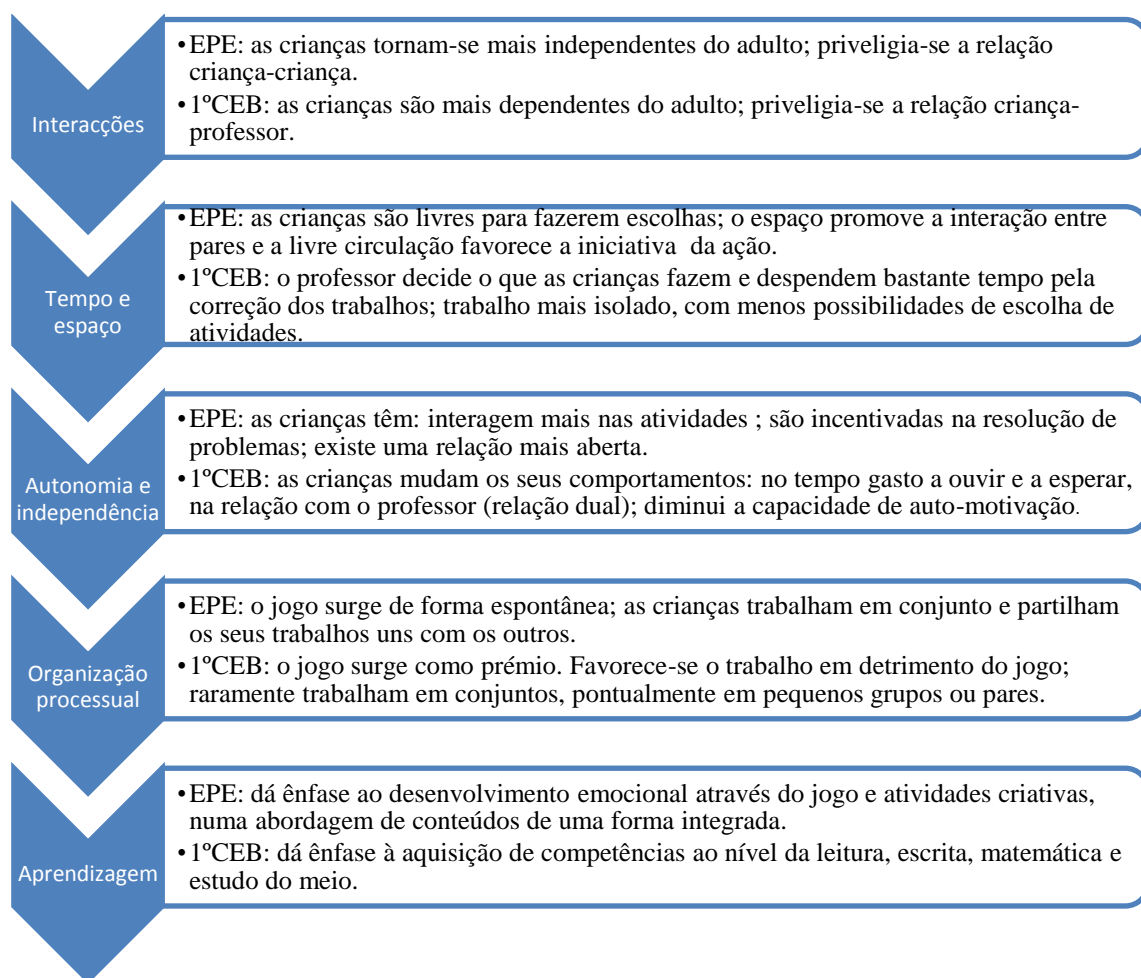 Interacções
•EPE: as crianças tornam-se mais independentes do adulto; priveligia-se a relação
criança-criança.
•1ºCEB: as crianças são mais dependentes do adulto; priveligia-se a relação criança-
professor.
Tempo e
espaço
•EPE: as crianças são livres para fazerem escolhas; o espaço promove a interação entre
pares e a livre circulação favorece a iniciativa da ação.
•1ºCEB: o professor decide o que as crianças fazem e despendem bastante tempo pela
correção dos trabalhos; trabalho mais isolado, com menos possibilidades de escolha de
atividades.
Autonomia e
independência
•EPE: as crianças têm: interagem mais nas atividades ; são incentivadas na resolução de
problemas; existe uma relação mais aberta.
•1ºCEB: as crianças mudam os seus comportamentos: no tempo gasto a ouvir e a esperar,
na relação com o professor (relação dual); diminui a capacidade de auto-motivação.
Organização
processual
•EPE: o jogo surge de forma espontânea; as crianças trabalham em conjunto e partilham
os seus trabalhos uns com os outros.
•1ºCEB: o jogo surge como prémio. Favorece-se o trabalho em detrimento do jogo;
raramente trabalham em conjuntos, pontualmente em pequenos grupos ou pares.
Aprendizagem
•EPE: dá ênfase ao desenvolvimento emocional através do jogo e atividades criativas,
numa abordagem de conteúdos de uma forma integrada.
•1ºCEB: dá ênfase à aquisição de competências ao nível da leitura, escrita, matemática e
estudo do meio.